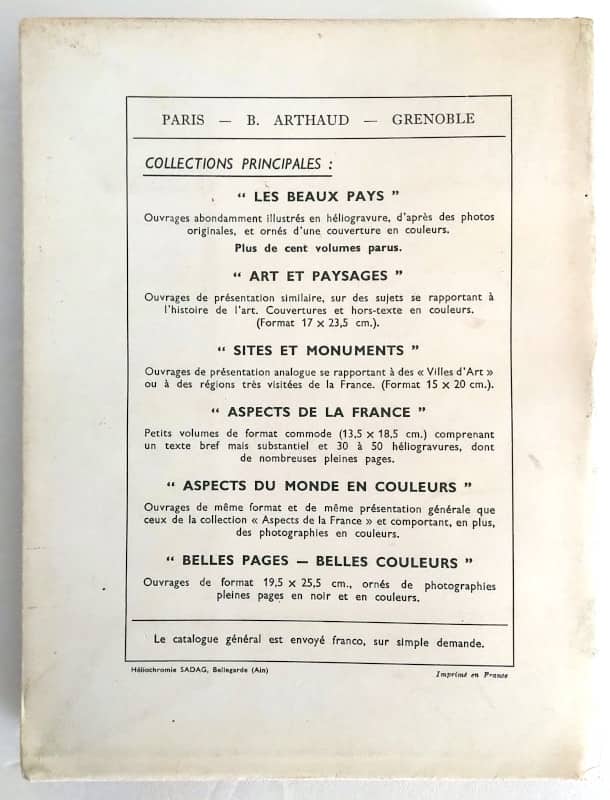 PARIS — B. ARTHAUD — GRENOBLE
COLLECTIONS PRINCIPALES :
“ LES BEAUX PAYS ”
Ouvrages abondamment illustrés en héliogravure, d'après des photos
originales, et ornés d'une couverture en couleurs.
Plus de cent volumes parus.
“ ART ET PAYSAGES ”
Ouvrages de présentation similaire, sur des sujets se rapportant à
l'histoire de l'art. Couvertures et hors-texte en couleurs.
(Format 17 × 23,5 cm.).
“ SITES ET MONUMENTS ”
Ouvrages de présentation analogue se rapportant à des « Villes d'Art »
ou à des régions très visitées de la France. (Format 15 × 20 cm.).
“ ASPECTS DE LA FRANCE ”
Petits volumes de format commode (13,5 × 18,5 cm.) comprenant
un texte bref mais substantiel et 30 à 50 héliogravures, dont
de nombreuses pleines pages.
“ ASPECTS DU MONDE EN COULEURS ”
Ouvrages de même format et de même présentation générale que
ceux de la collection « Aspects de la France » et comportant, en plus,
des photographies en couleurs.
“ BELLES PAGES — BELLES COULEURS ”
Ouvrages de format 19,5 × 25,5 cm., ornés de photographies
pleines pages en noir et en couleurs.
Le catalogue général est envoyé franco, sur simple demande.
Héliochromie SADAG, Bellegarde (Ain)
Imprimé en France